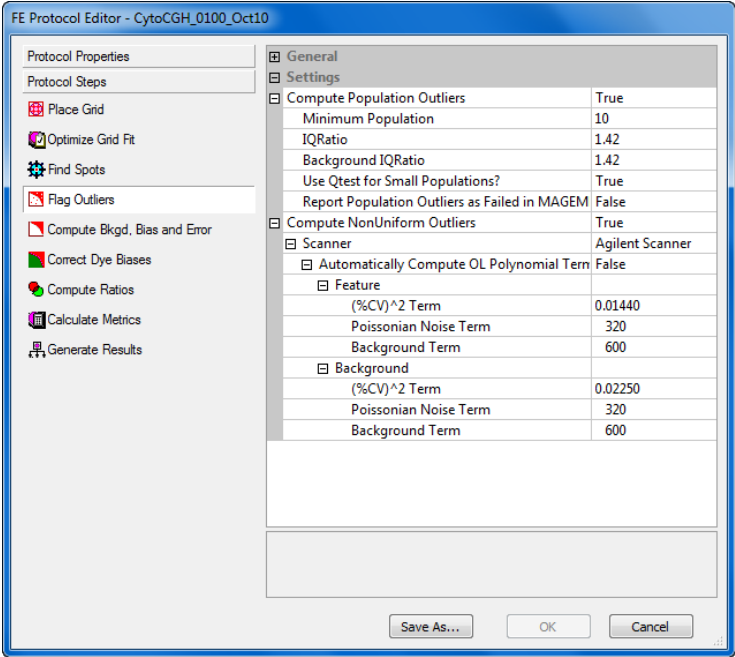 FE Protocol Editor - CytoCGH_0100_Oct10
Protocol Properties
Protocol Steps
Place Grid
Optimize Grid Fit
Find Spots
Flag Outliers
Compute Bkgd, Bias and Error
Correct Dye Biases
Compute Ratios
Calculate Metrics
Generate Results
General
Settings
Compute Population Outliers True
Minimum Population 10
IQRatio 1.42
Background IQRatio 1.42
Use Qtest for Small Populations? True
Report Population Outliers as Failed in MAGEM False
Compute NonUniform Outliers True
Scanner Agilent Scanner
Automatically Compute OL Polynomial Term False
Feature
(%CV)^2 Term 0.01440
Poissonian Noise Term 320
Background Term 600
Background
(%CV)^2 Term 0.02250
Poissonian Noise Term 320
Background Term 600
Save As... OK Cancel